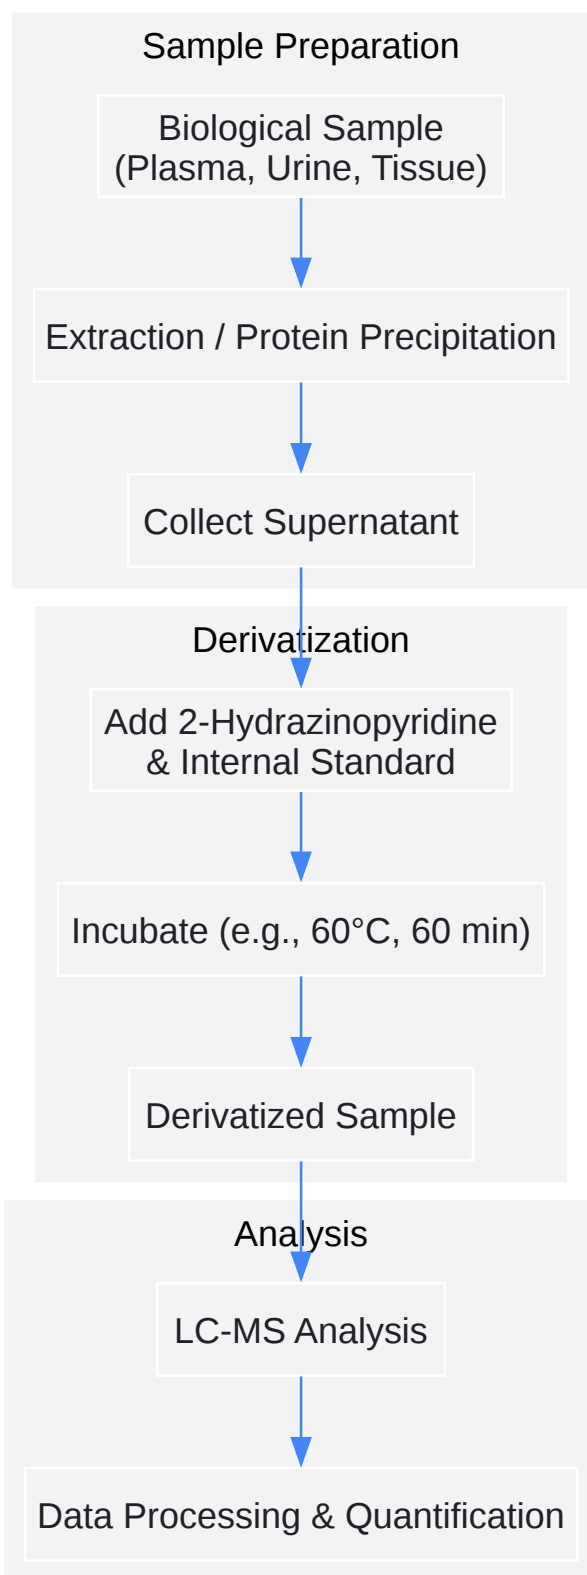 Sample Preparation
Biological Sample
(Plasma, Urine, Tissue)
Extraction / Protein Precipitation
Collect Supernatant
Derivatization
Add 2-Hydrazinopyridine
& Internal Standard
Incubate (e.g., 60°C, 60 min)
Derivatized Sample
Analysis
LC-MS Analysis
Data Processing & Quantification